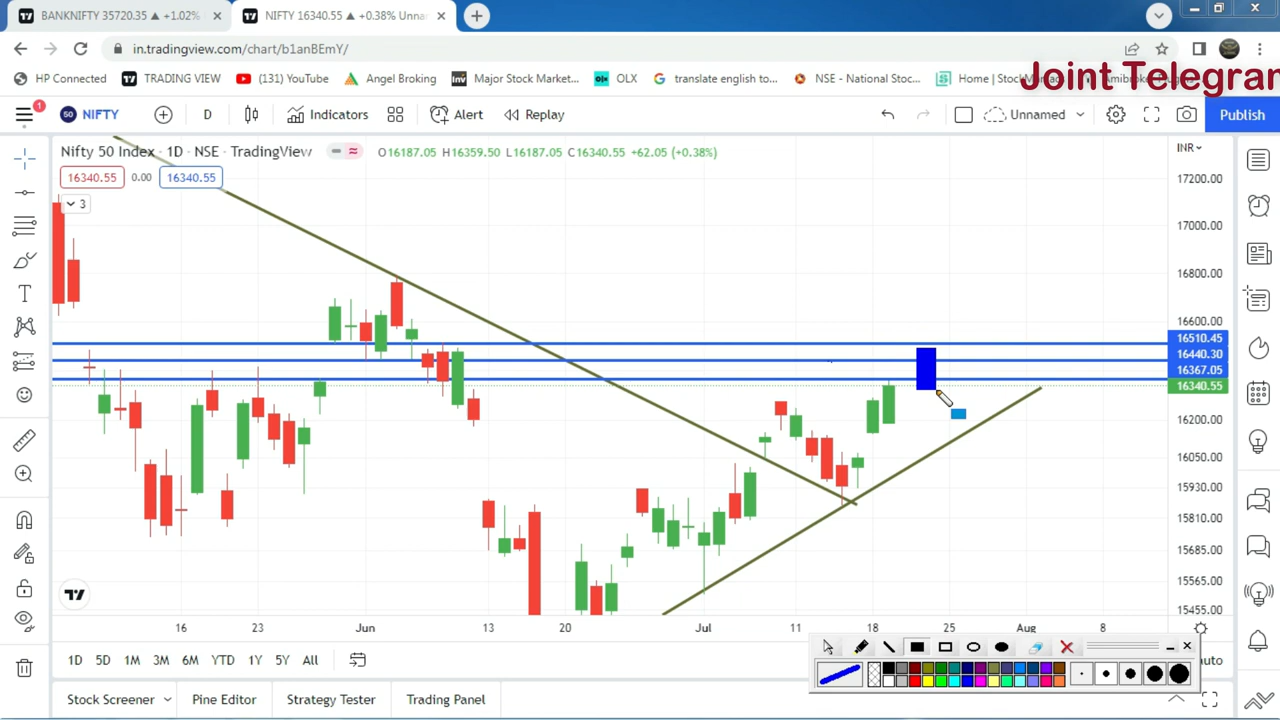 BANKNIFTY 35720.35 ▲ +1.02%
NIFTY 16340.55 ▲ +0.38% Unnar
in.tradingview.com/chart/b1anBEmY/
HP Connected
TRADING VIEW
(131) YouTube
Angel Broking
Major Stock Market...
OLX
translate english to...
NSE - National Stoc...
Home | Stock
Joint Telegram
1
50 NIFTY
D
Indicators
Alert
Replay
Unnamed
Publish
Nifty 50 Index · 1D · NSE · TradingView
O16187.05 H16359.50 L16187.05 C16340.55 +62.05 (+0.38%)
INR
16340.55
0.00
16340.55
3
17200.00
17000.00
16800.00
16600.00
16510.45
16440.30
16367.05
16340.55
16200.00
16050.00
15930.00
15810.00
15685.00
15565.00
15455.00
16
23
Jun
13
20
Jul
11
18
25
Aug
8
1D
5D
1M
3M
6M
YTD
1Y
5Y
All
uto
Stock Screener
Pine Editor
Strategy Tester
Trading Panel